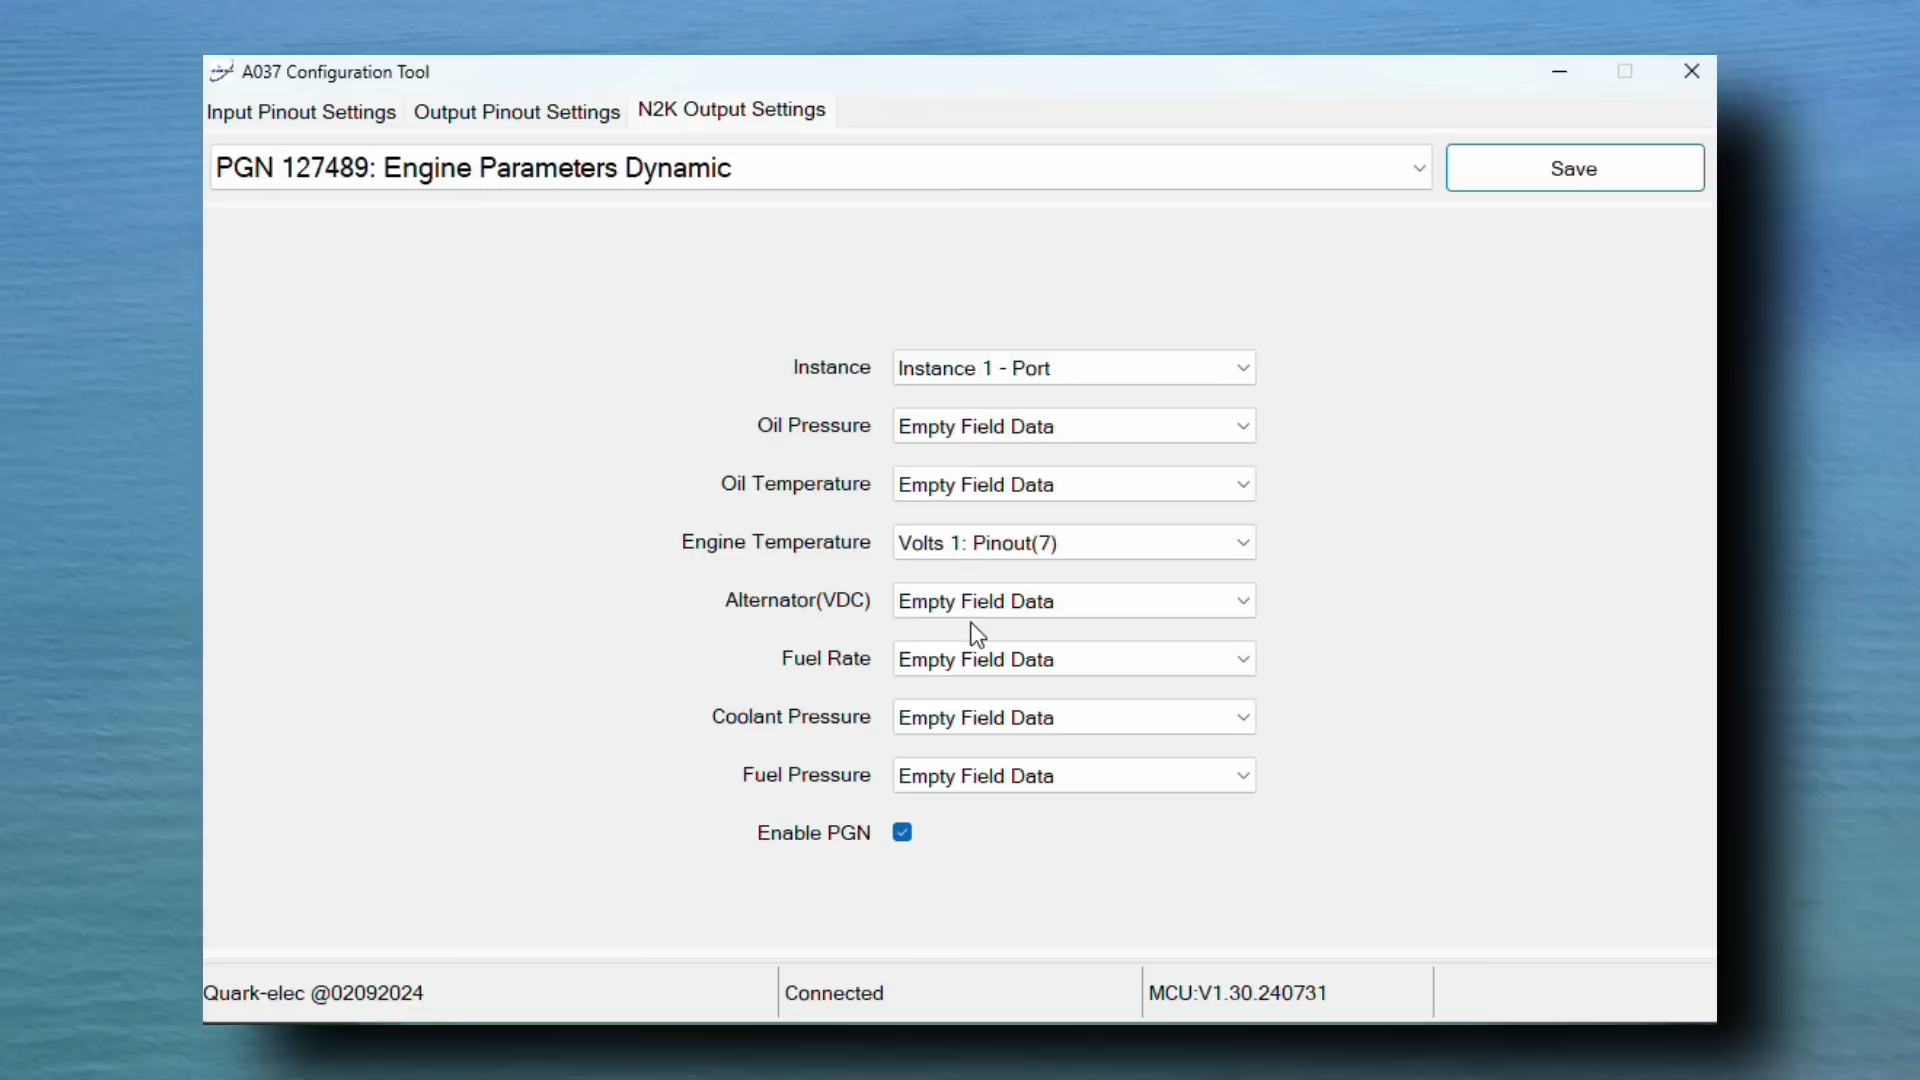 A037 Configuration Tool
Input Pinout Settings Output Pinout Settings N2K Output Settings
PGN 127489: Engine Parameters Dynamic Save
Instance Instance 1 - Port
Oil Pressure Empty Field Data
Oil Temperature Empty Field Data
Engine Temperature Volts 1: Pinout(7)
Alternator(VDC) Empty Field Data
Fuel Rate Empty Field Data
Coolant Pressure Empty Field Data
Fuel Pressure Empty Field Data
Enable PGN
Quark-elec @02092024 Connected MCU:V1.30.240731